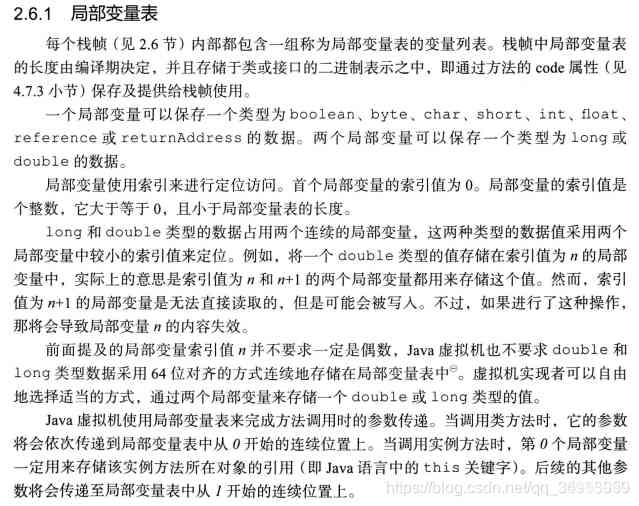 2.6.1 局部变量表
每个栈帧（见 2.6 节）内部都包含一组称为局部变量表的变量列表。栈帧中局部变量表
的长度由编译期决定，并且存储于类或接口的二进制表示之中，即通过方法的 code 属性（见
4.7.3 小节）保存及提供给栈帧使用。
一个局部变量可以保存一个类型为 boolean、byte、char、short、int、float、
reference 或 returnAddress 的数据。两个局部变量可以保存一个类型为 long 或
double 的数据。
局部变量使用索引来进行定位访问。首个局部变量的索引值为 0。局部变量的索引值是
个整数，它大于等于 0，且小于局部变量表的长度。
long 和 double 类型的数据占用两个连续的局部变量，这两种类型的数据值采用两个
局部变量中较小的索引值来定位。例如，将一个 double 类型的值存储在索引值为 n 的局部
变量中，实际上的意思是索引值为 n 和 n+1 的两个局部变量都用来存储这个值。然而，索引
值为 n+1 的局部变量是无法直接读取的，但是可能会被写入。不过，如果进行了这种操作，
那将会导致局部变量 n 的内容失效。
前面提及的局部变量索引值 n 并不要求一定是偶数，Java 虚拟机也不要求 double 和
long 类型数据采用 64 位对齐的方式连续地存储在局部变量表中㊀。虚拟机实现者可以自由
地选择适当的方式，通过两个局部变量来存储一个 double 或 long 类型的值。
Java 虚拟机使用局部变量表来完成方法调用时的参数传递。当调用类方法时，它的参数
将会依次传递到局部变量表中从 0 开始的连续位置上。当调用实例方法时，第 0 个局部变量
一定用来存储该实例方法所在对象的引用（即 Java 语言中的 this 关键字）。后续的其他参
数将会传递至局部变量表中从 1 开始的连续位置上。